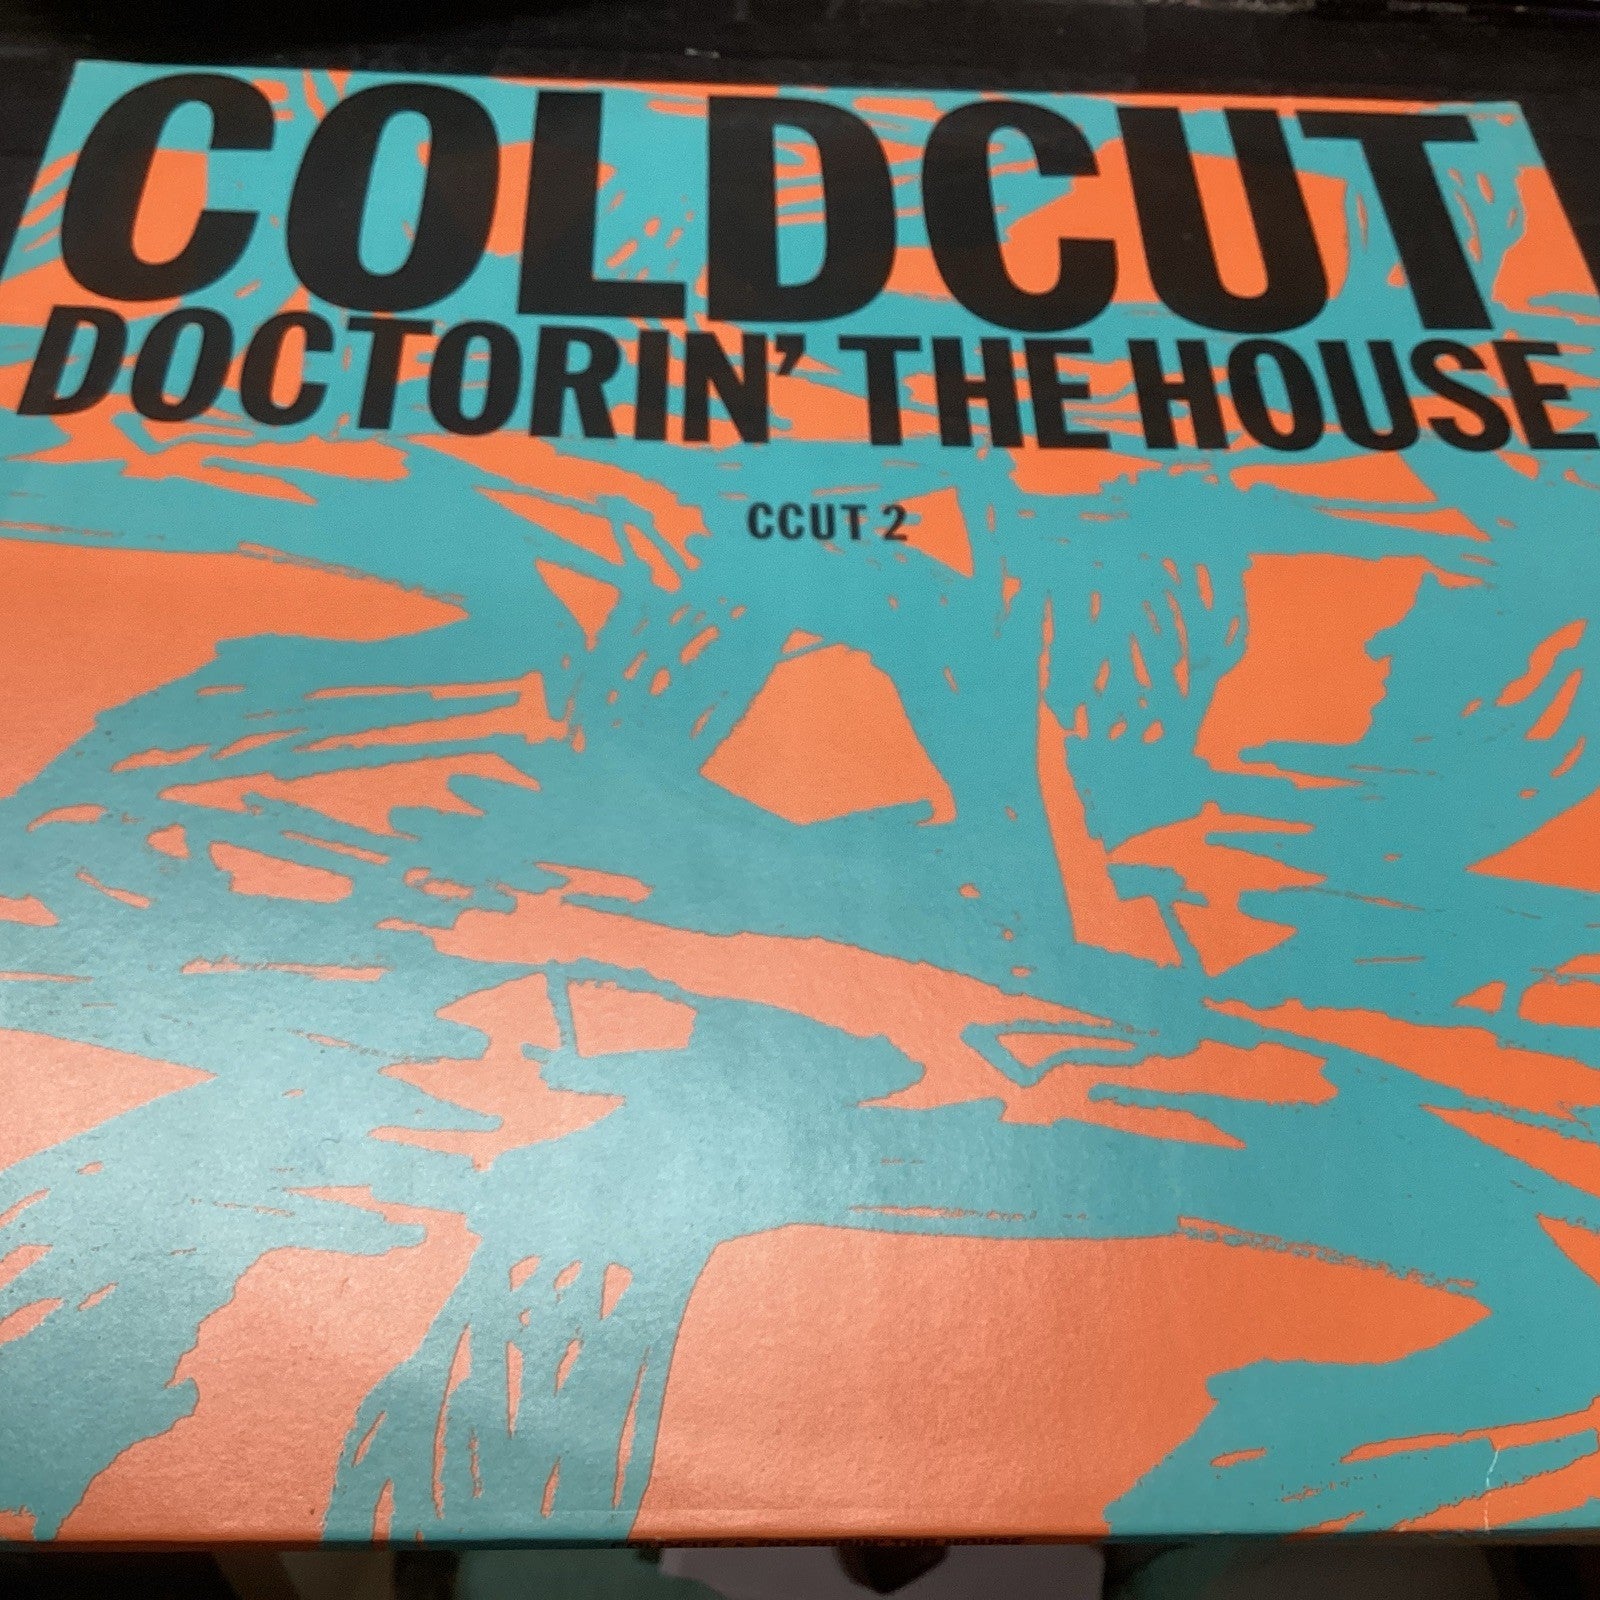 COLDCUT
DOCTORIN' THE HOUSE
CCUT 2